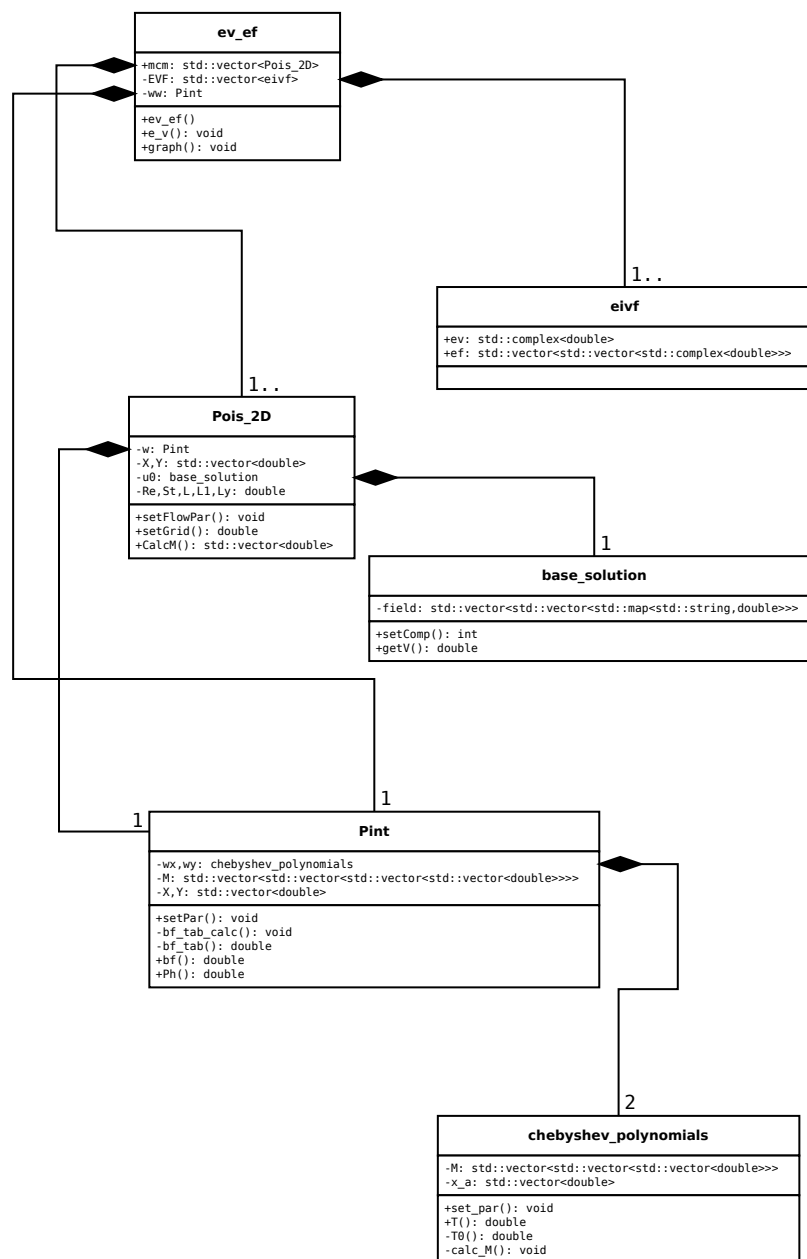 ev_ef
+mcm: std::vector<Pois_2D>
-EVF: std::vector<eivf>
-ww: Pint
+ev_ef()
+e_v(): void
+graph(): void
1..
eivf
+ev: std::complex<double>
+ef: std::vector<std::vector<std::complex<double>>>
1..
Pois_2D
-w: Pint
-X,Y: std::vector<double>
-u0: base_solution
-Re,St,L,L1,Ly: double
+setFlowPar(): void
+setGrid(): double
+CalcM(): std::vector<double>
1
base_solution
-field: std::vector<std::vector<std::map<std::string,double>>>
+setComp(): int
+getV(): double
1
1
Pint
-wx,wy: chebyshev_polynomials
-M: std::vector<std::vector<std::vector<std::vector<double>>>>
-X,Y: std::vector<double>
+setPar(): void
-bf_tab_calc(): void
-bf_tab(): double
+bf(): double
+Ph(): double
2
chebyshev_polynomials
-M: std::vector<std::vector<std::vector<double>>>
-x_a: std::vector<double>
+set_par(): void
+T(): double
-T0(): double
-calc_M(): void